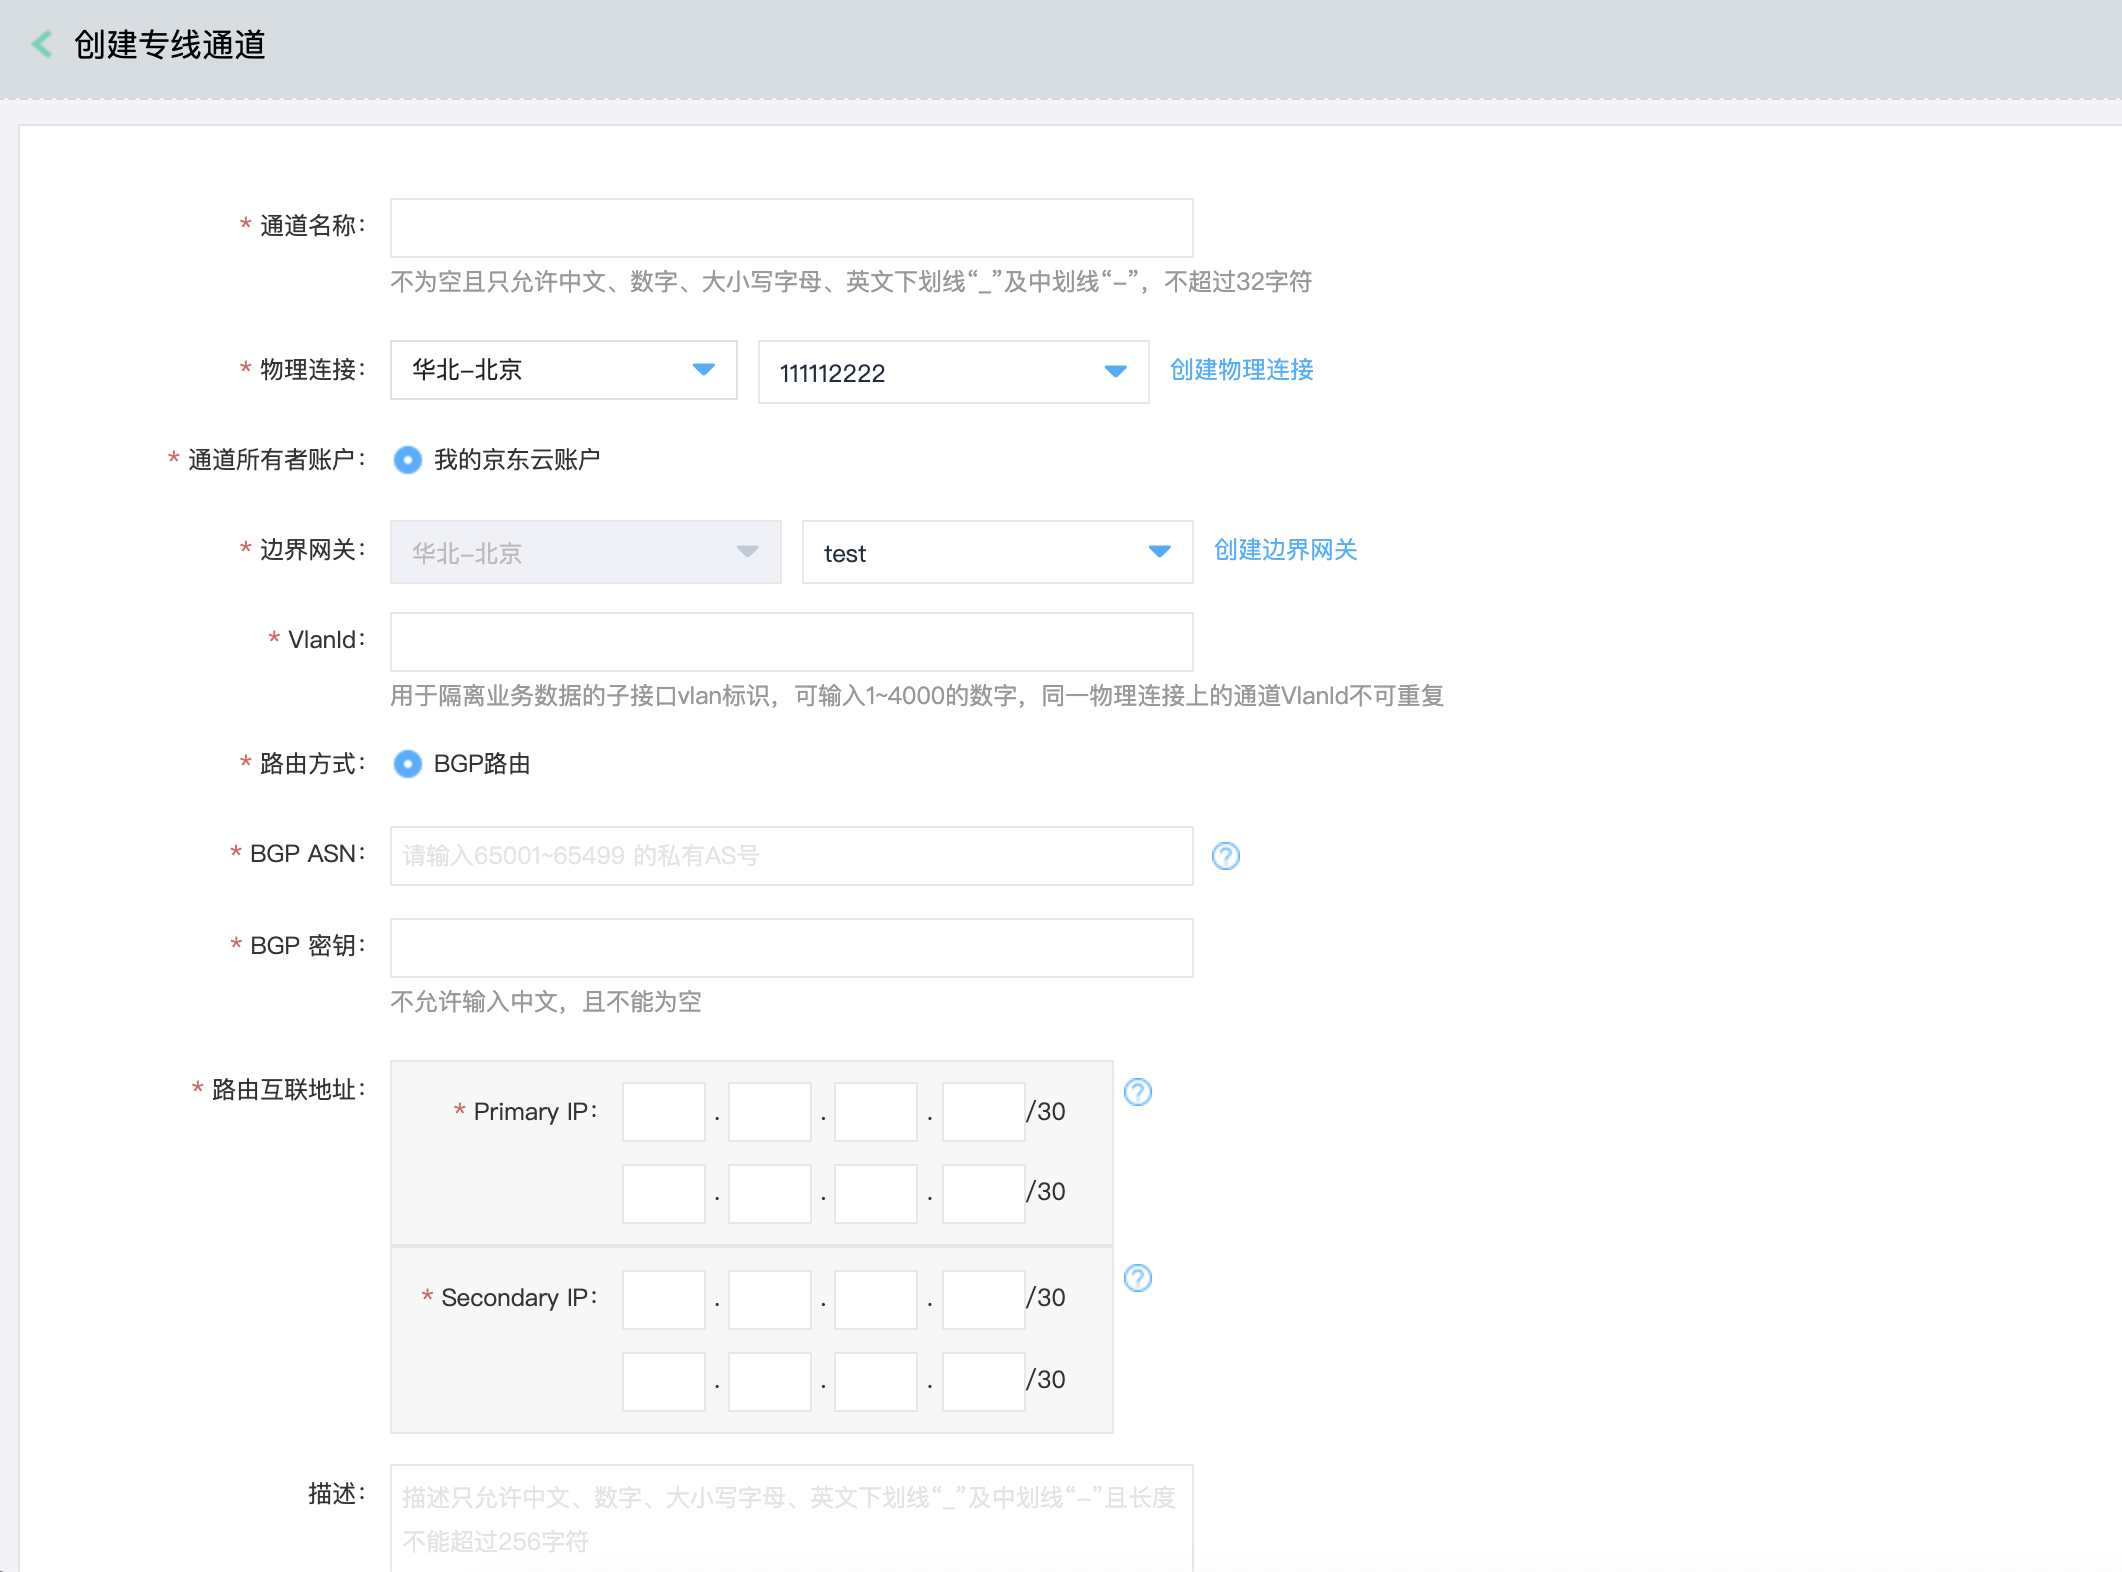 创建专线通道
* 通道名称：
不为空且只允许中文、数字、大小写字母、英文下划线“_”及中划线“-”，不超过32字符
* 物理连接： 华北-北京 111112222 创建物理连接
* 通道所有者账户： 我的京东云账户
* 边界网关： 华北-北京 test 创建边界网关
* VlanId：
用于隔离业务数据的子接口vlan标识，可输入1~4000的数字，同一物理连接上的通道VlanId不可重复
* 路由方式： BGP路由
* BGP ASN： 请输入65001~65499 的私有AS号 ?
* BGP 密钥：
不允许输入中文，且不能为空
* 路由互联地址： ?
* Primary IP： . . . /30
. . . /30
* Secondary IP： . . . /30 ?
. . . /30
描述： 描述只允许中文、数字、大小写字母、英文下划线“_”及中划线“-”且长度
不能超过256字符